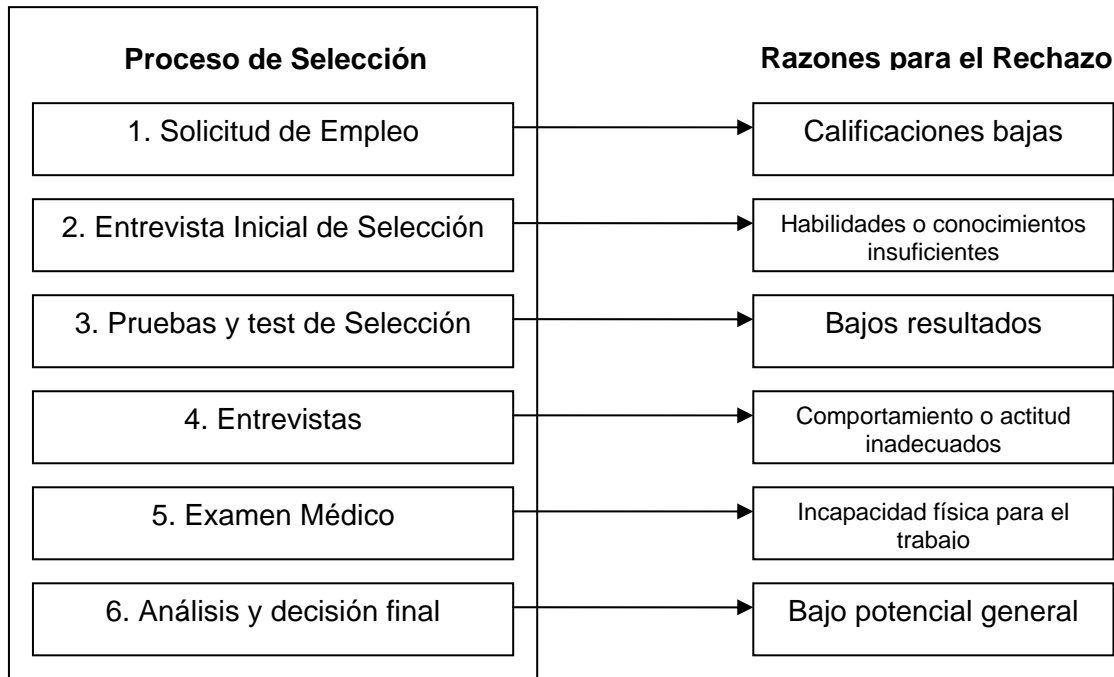 Proceso de Selección
Razones para el Rechazo
1. Solicitud de Empleo
Calificaciones bajas
2. Entrevista Inicial de Selección
Habilidades o conocimientos
insuficientes
3. Pruebas y test de Selección
Bajos resultados
4. Entrevistas
Comportamiento o actitud
inadecuados
5. Examen Médico
Incapacidad física para el
trabajo
6. Análisis y decisión final
Bajo potencial general